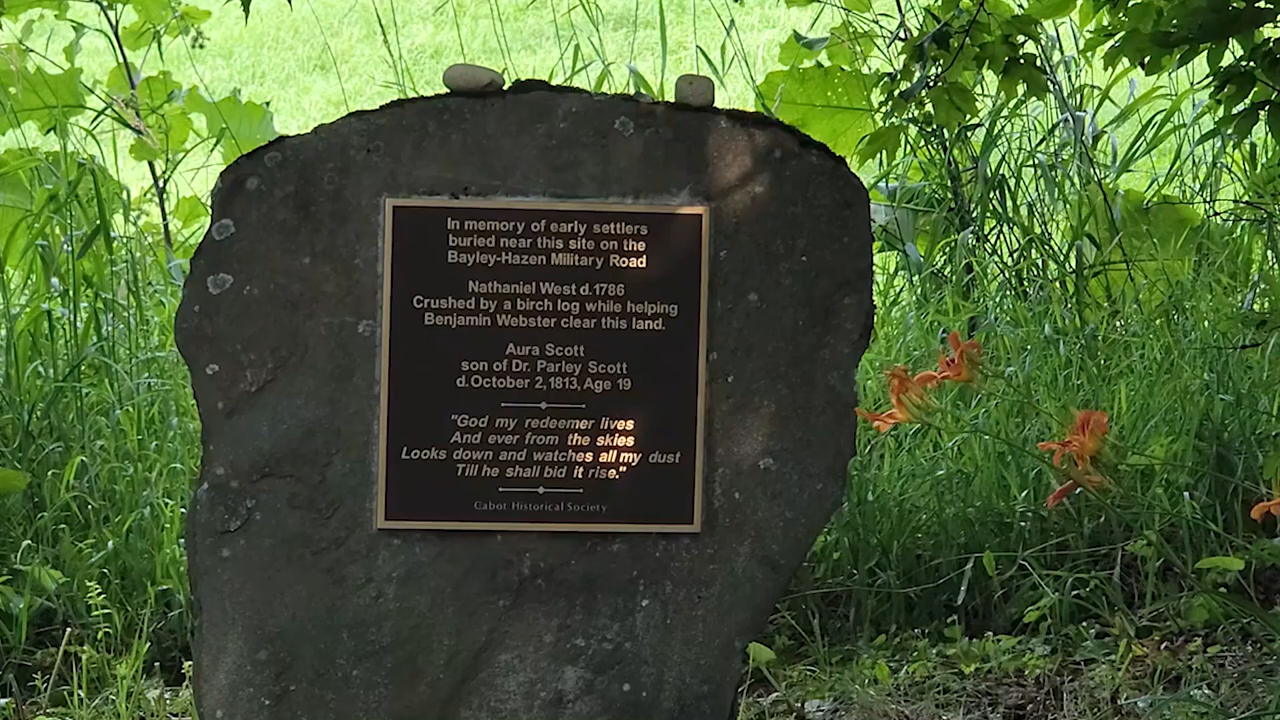 In memory of early settlers
buried near this site on the
Bayley-Hazen Military Road
Nathaniel West d.1786
Crushed by a birch log while helping
Benjamin Webster clear this land.
Aura Scott
son of Dr. Parley Scott
d.October 2,1813, Age 19
"God my redeemer lives
And ever from the skies
Looks down and watches all my dust
Till he shall bid it rise."
Cabot Historical Society